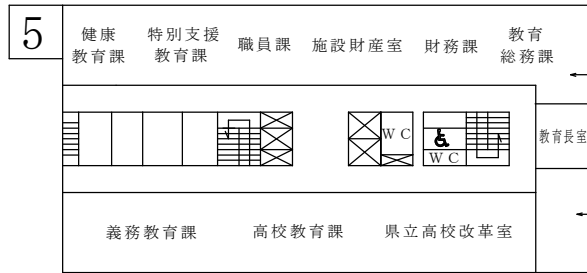 5
健康
教育課
特別支援
教育課
職員課
施設財産室
財務課
教育
総務課
WC
WC
教育長室
義務教育課
高校教育課
県立高校改革室